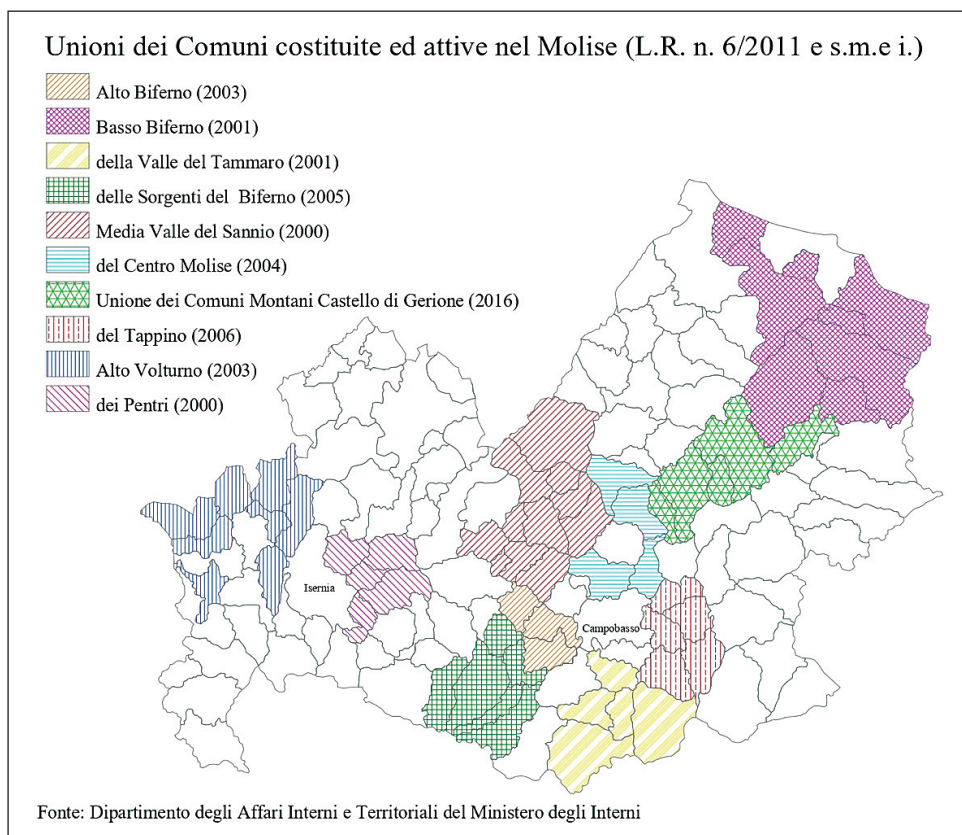 Unioni dei Comuni costituite ed attive nel Molise (L.R. n. 6/2011 e s.m.e i.)
Alto Biferno (2003)
Basso Biferno (2001)
della Valle del Tammaro (2001)
delle Sorgenti del Biferno (2005)
Media Valle del Sannio (2000)
del Centro Molise (2004)
Unione dei Comuni Montani Castello di Gerione (2016)
del Tappino (2006)
Alto Volturno (2003)
dei Pentri (2000)
Isernia
Campobasso
Fonte: Dipartimento degli Affari Interni e Territoriali del Ministero degli Interni